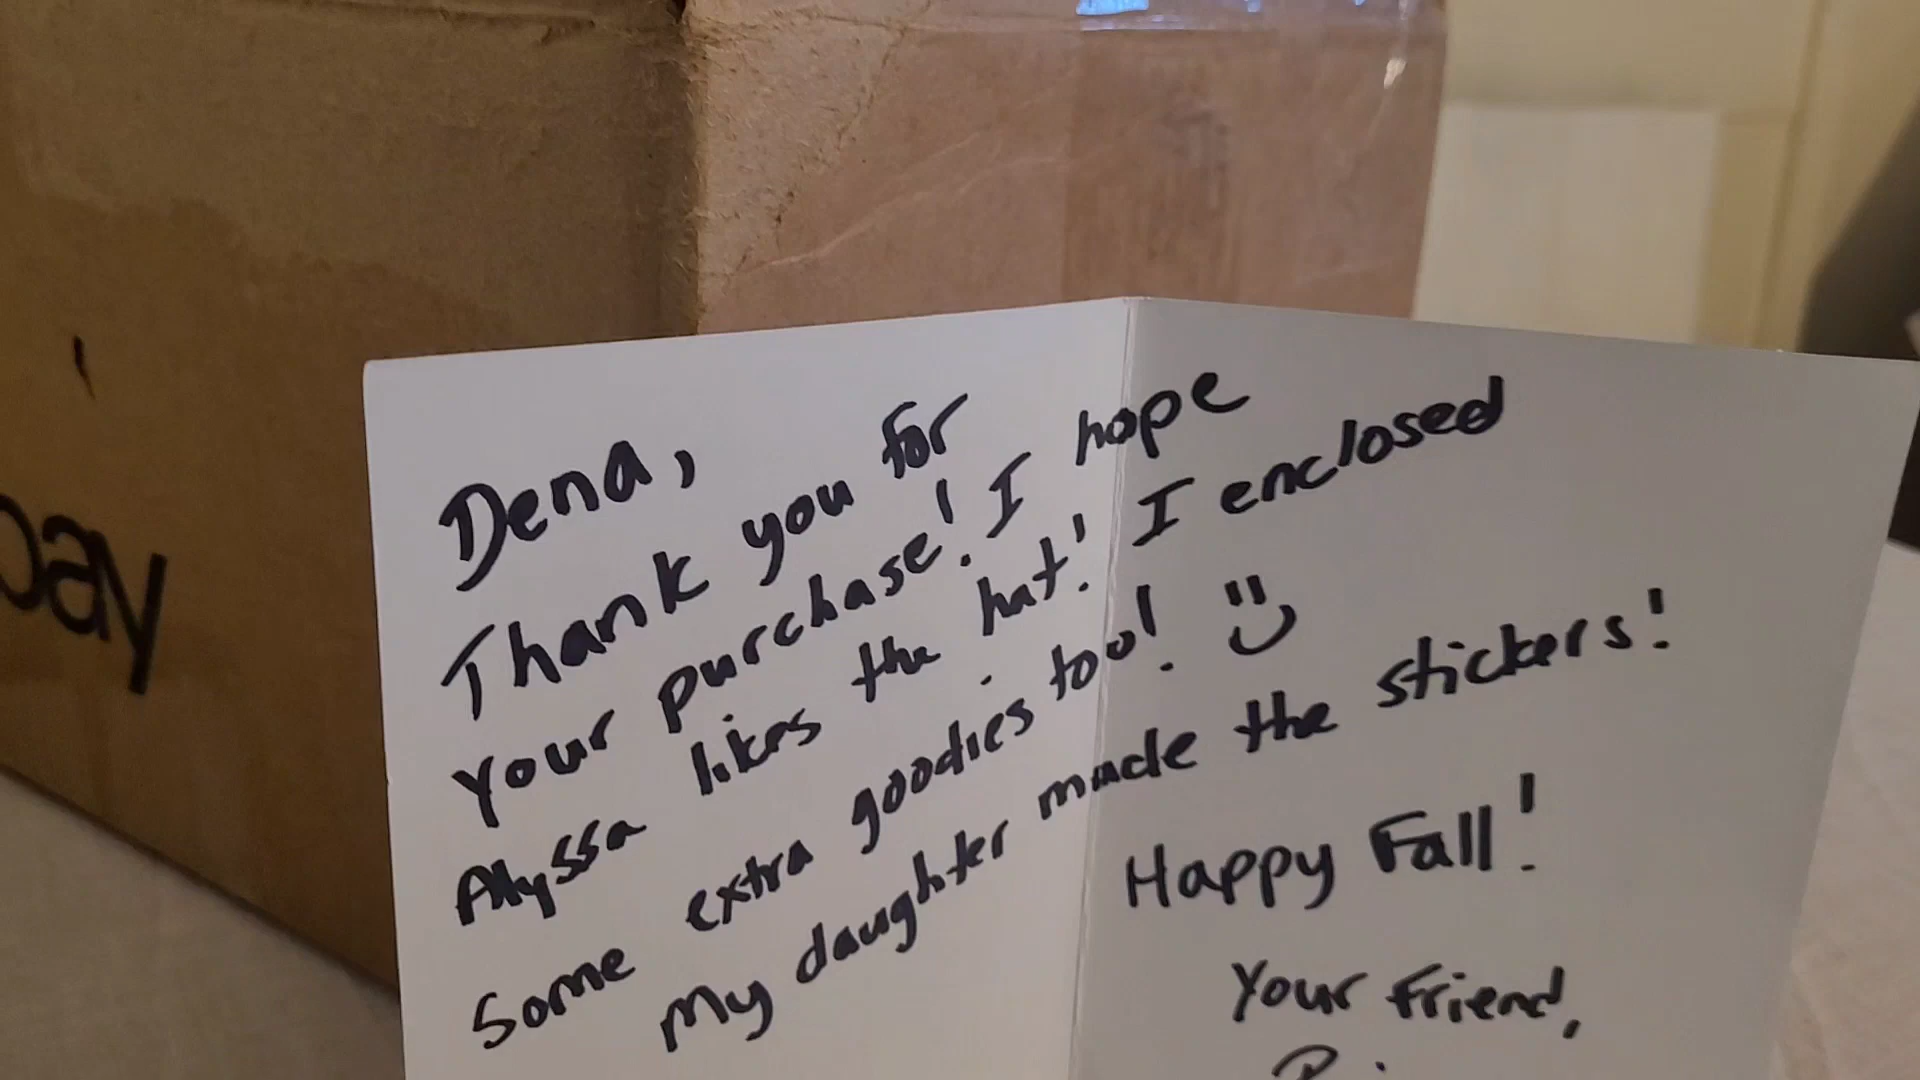 bay
Dena,
Thank you for
your purchase! I hope
Alyssa likes the hat! I enclosed
Some extra goodies too!
My daughter made the stickers!
Happy Fall!
Your Friend,